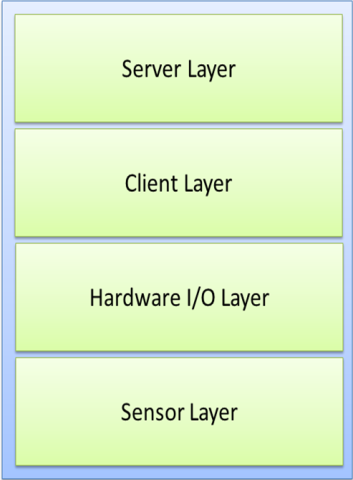 Server Layer
Client Layer
Hardware I/O Layer
Sensor Layer